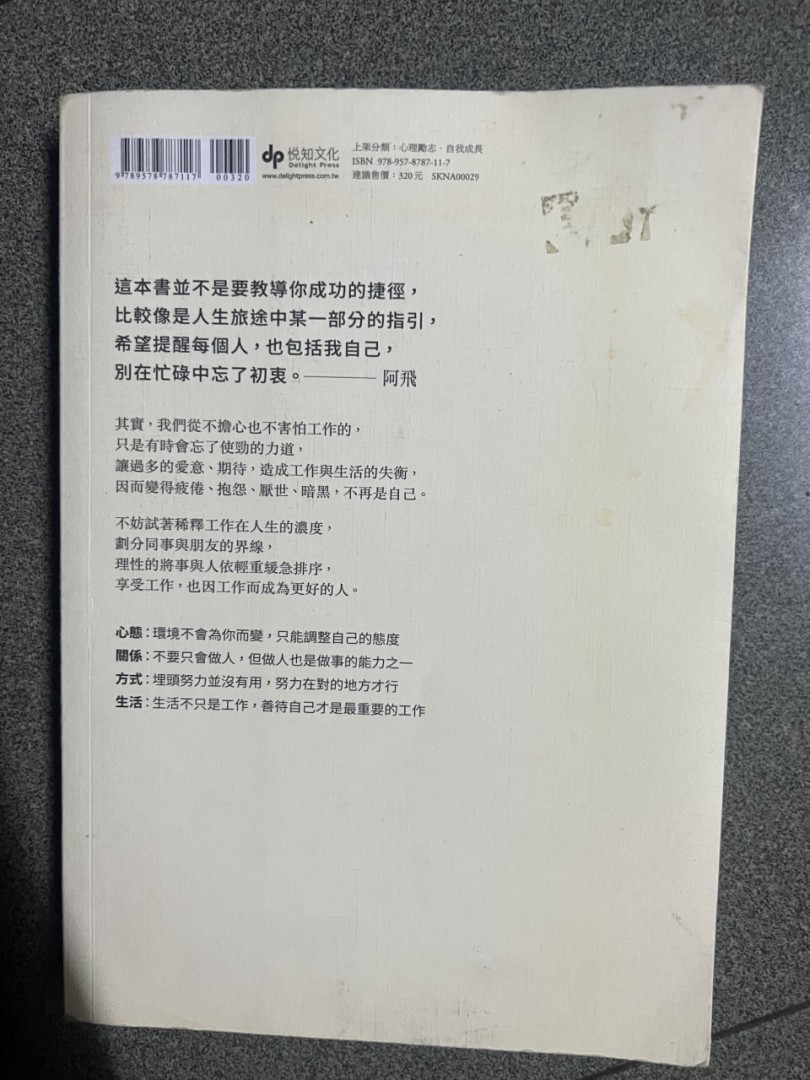 9 789578 787117
00320
dp 悦知文化
Delight Press
www.delightpress.com.tw
上架分類：心理勵志．自我成長
ISBN 978-957-8787-11-7
建議售價：320元 SKNA00029
這本書並不是要教導你成功的捷徑，
比較像是人生旅途中某一部分的指引，
希望提醒每個人，也包括我自己，
別在忙碌中忘了初衷。———— 阿飛
其實，我們從不擔心也不害怕工作的，
只是有時會忘了使勁的力道，
讓過多的愛意、期待，造成工作與生活的失衡，
因而變得疲倦、抱怨、厭世、暗黑，不再是自己。
不妨試著稀釋工作在人生的濃度，
劃分同事與朋友的界線，
理性的將事與人依輕重緩急排序，
享受工作，也因工作而成為更好的人。
心態：環境不會為你而變，只能調整自己的態度
關係：不要只會做人，但做人也是做事的能力之一
方式：埋頭努力並沒有用，努力在對的地方才行
生活：生活不只是工作，善待自己才是最重要的工作